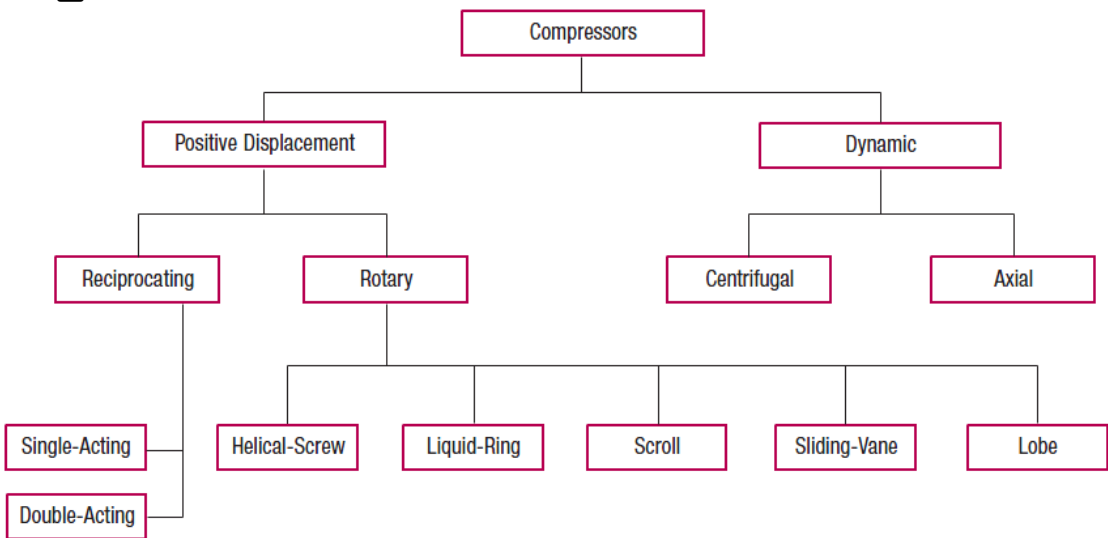 Compressors
Positive Displacement
Dynamic
Reciprocating
Rotary
Centrifugal
Axial
Single-Acting
Helical-Screw
Liquid-Ring
Scroll
Sliding-Vane
Lobe
Double-Acting